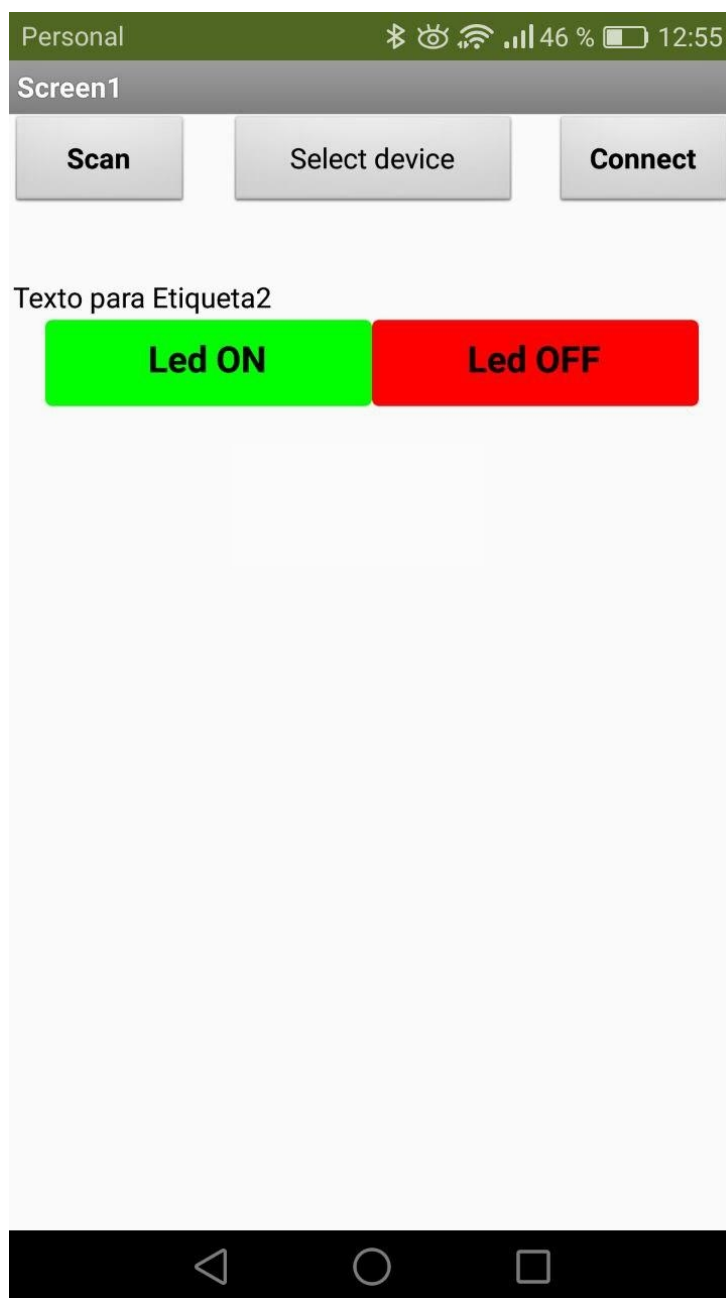 Personal 46 % 12:55
Screen1
Scan Select device Connect
Texto para Etiqueta2
Led ON Led OFF